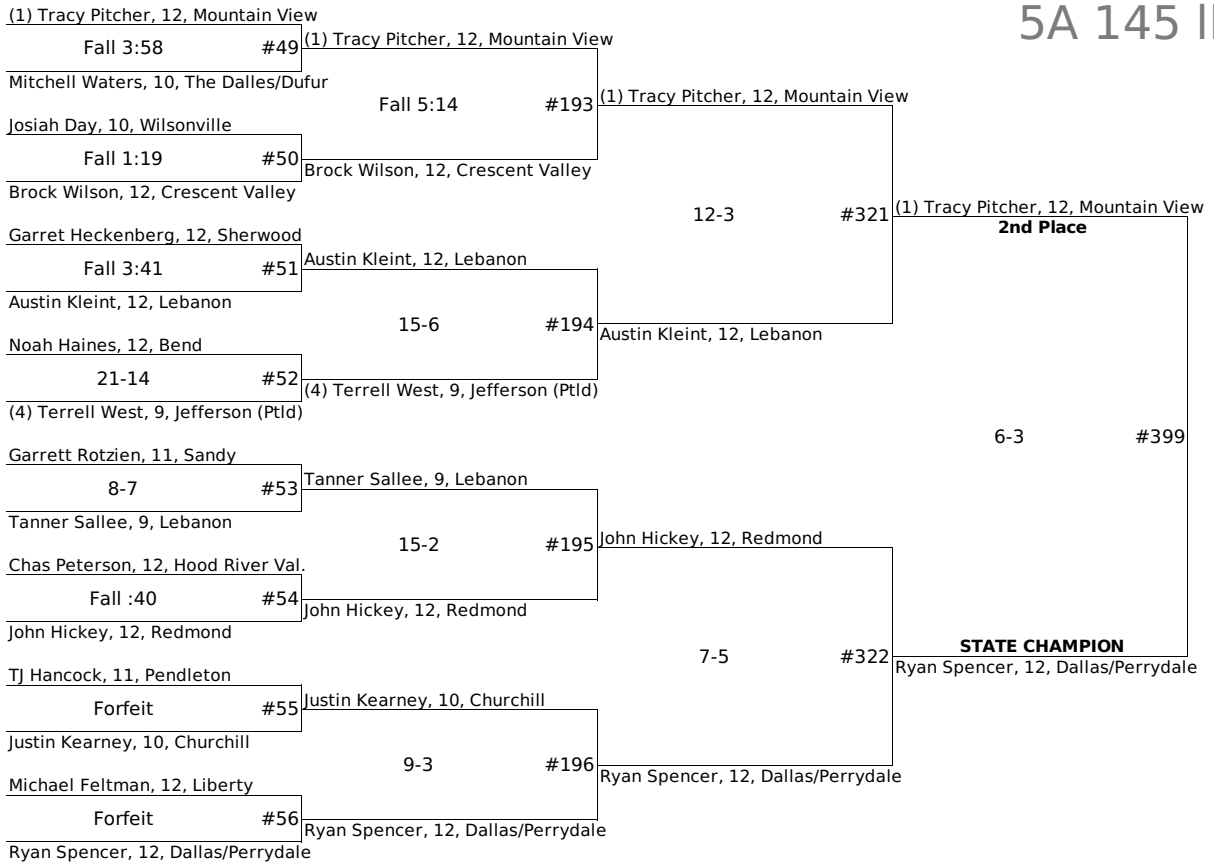 5A 145 l
(1) Tracy Pitcher, 12, Mountain View
Fall 3:58 #49
Mitchell Waters, 10, The Dalles/Dufur
Josiah Day, 10, Wilsonville
Fall 1:19 #50
Brock Wilson, 12, Crescent Valley
Garret Heckenberg, 12, Sherwood
Fall 3:41 #51
Austin Kleint, 12, Lebanon
Noah Haines, 12, Bend
21-14 #52
(4) Terrell West, 9, Jefferson (Ptld)
Garrett Rotzien, 11, Sandy
8-7 #53
Tanner Sallee, 9, Lebanon
Chas Peterson, 12, Hood River Val.
Fall :40 #54
John Hickey, 12, Redmond
TJ Hancock, 11, Pendleton
Forfeit #55
Justin Kearney, 10, Churchill
Michael Feltman, 12, Liberty
Forfeit #56
Ryan Spencer, 12, Dallas/Perrydale
(1) Tracy Pitcher, 12, Mountain View
Fall 5:14 #193
Brock Wilson, 12, Crescent Valley
Austin Kleint, 12, Lebanon
15-6 #194
(4) Terrell West, 9, Jefferson (Ptld)
Tanner Sallee, 9, Lebanon
15-2 #195
John Hickey, 12, Redmond
Justin Kearney, 10, Churchill
9-3 #196
Ryan Spencer, 12, Dallas/Perrydale
(1) Tracy Pitcher, 12, Mountain View
12-3 #321
Austin Kleint, 12, Lebanon
John Hickey, 12, Redmond
7-5 #322
Ryan Spencer, 12, Dallas/Perrydale
(1) Tracy Pitcher, 12, Mountain View
2nd Place
6-3 #399
STATE CHAMPION
Ryan Spencer, 12, Dallas/Perrydale